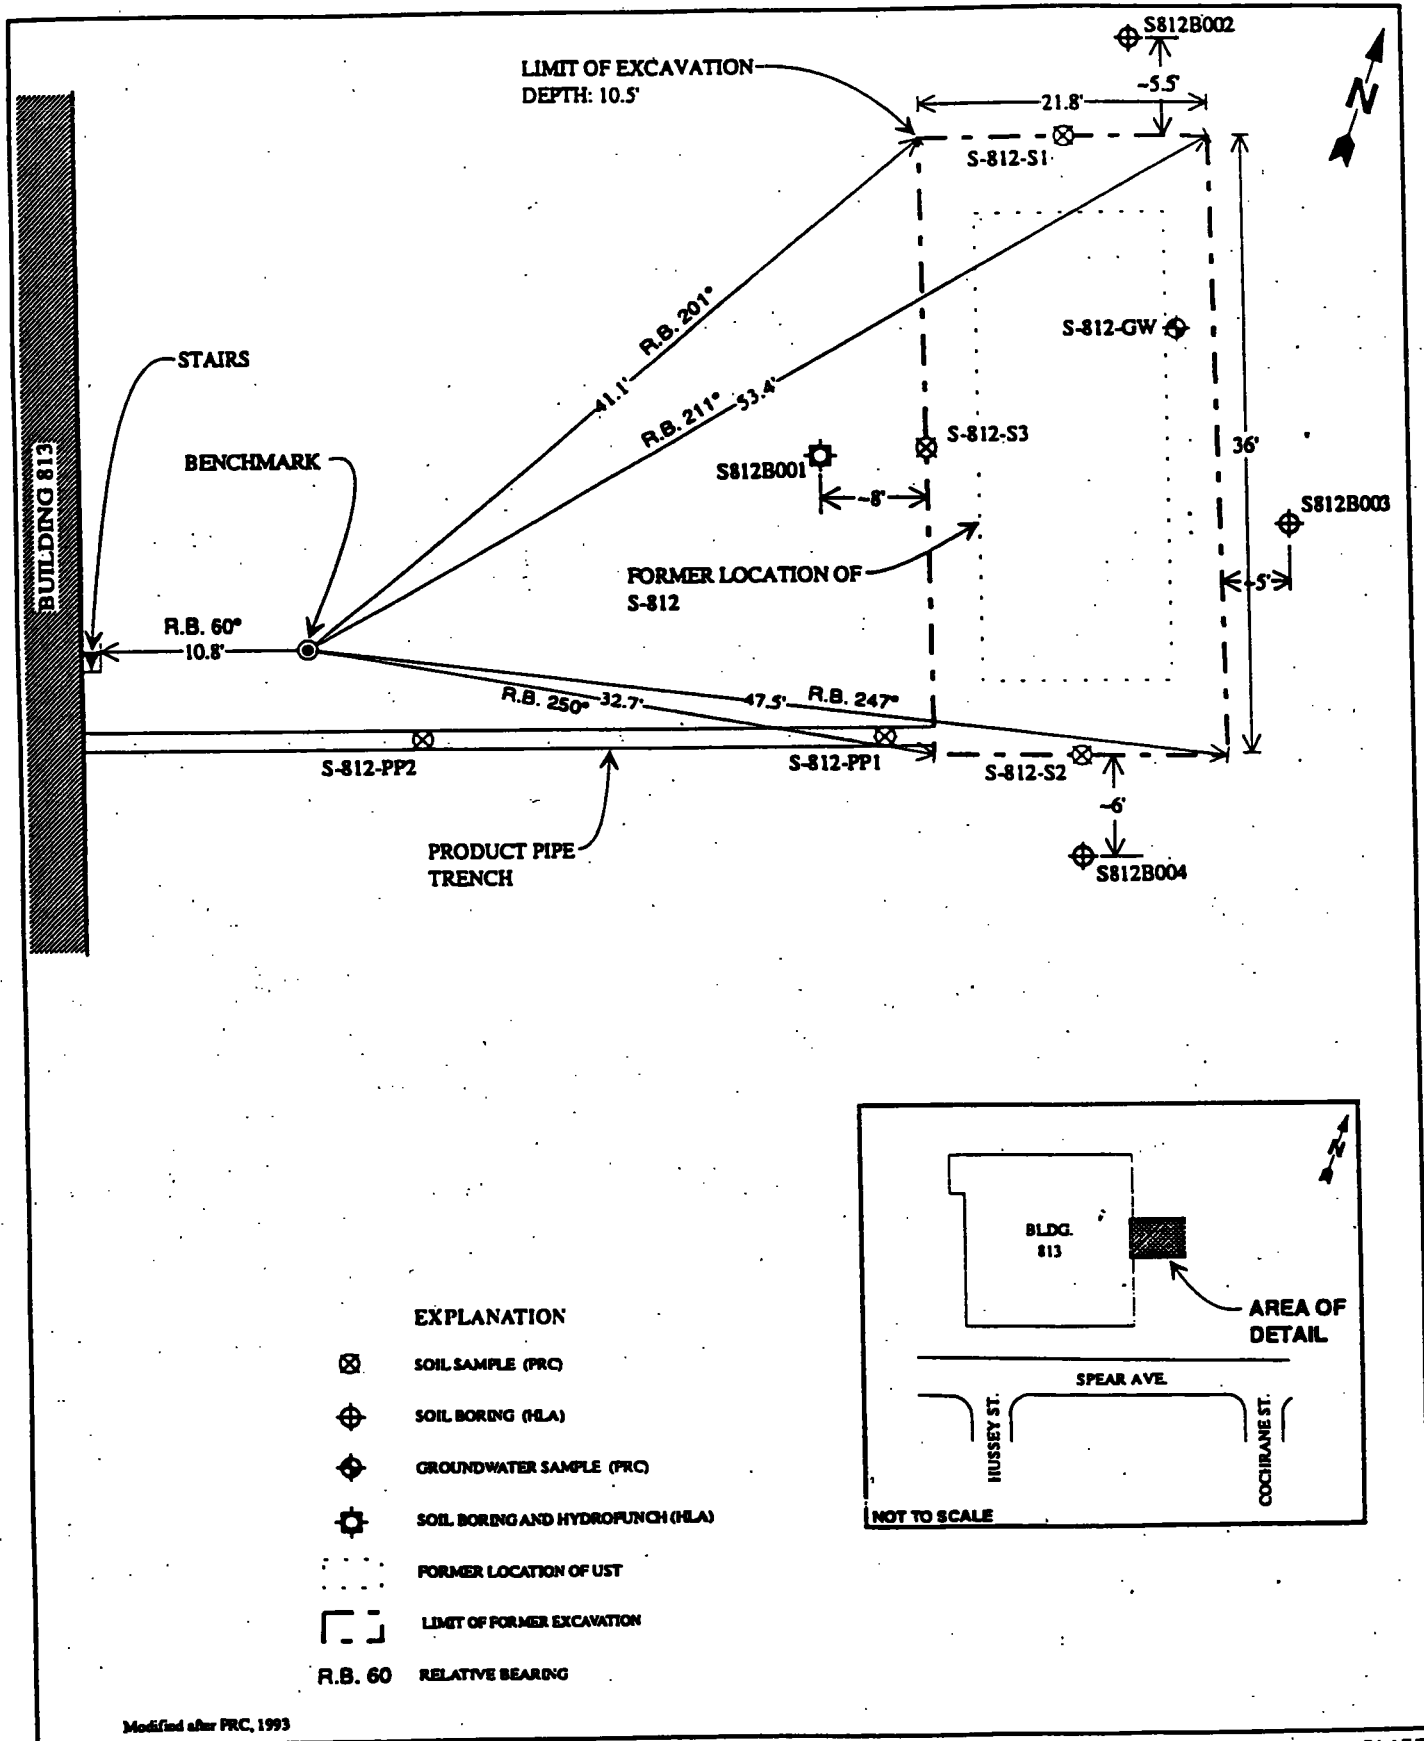 S812B002
LIMIT OF EXCAVATION
DEPTH: 10.5'
~5.5'
21.8'
N
S-812-S1
R.B. 201°
41.1'
S-812-GW
STAIRS
R.B. 211°
53.4'
S-812-S3
36'
BENCHMARK
S812B001
~8'
S812B003
BUILDING 813
FORMER LOCATION OF
S-812
~5'
R.B. 60°
10.8'
R.B. 250°
32.7'
47.5'
R.B. 247°
S-812-PP2
S-812-PP1
S-812-S2
~6'
PRODUCT PIPE
TRENCH
S812B004
N
BLDG.
813
AREA OF
DETAIL
SPEAR AVE.
HUSSEY ST.
COCHRANE ST.
NOT TO SCALE
EXPLANATION
SOIL SAMPLE (PRC)
SOIL BORING (HLA)
GROUNDWATER SAMPLE (PRC)
SOIL BORING AND HYDROPUNCH (HLA)
FORMER LOCATION OF UST
LIMIT OF FORMER EXCAVATION
R.B. 60 RELATIVE BEARING
Modified after PRC, 1993